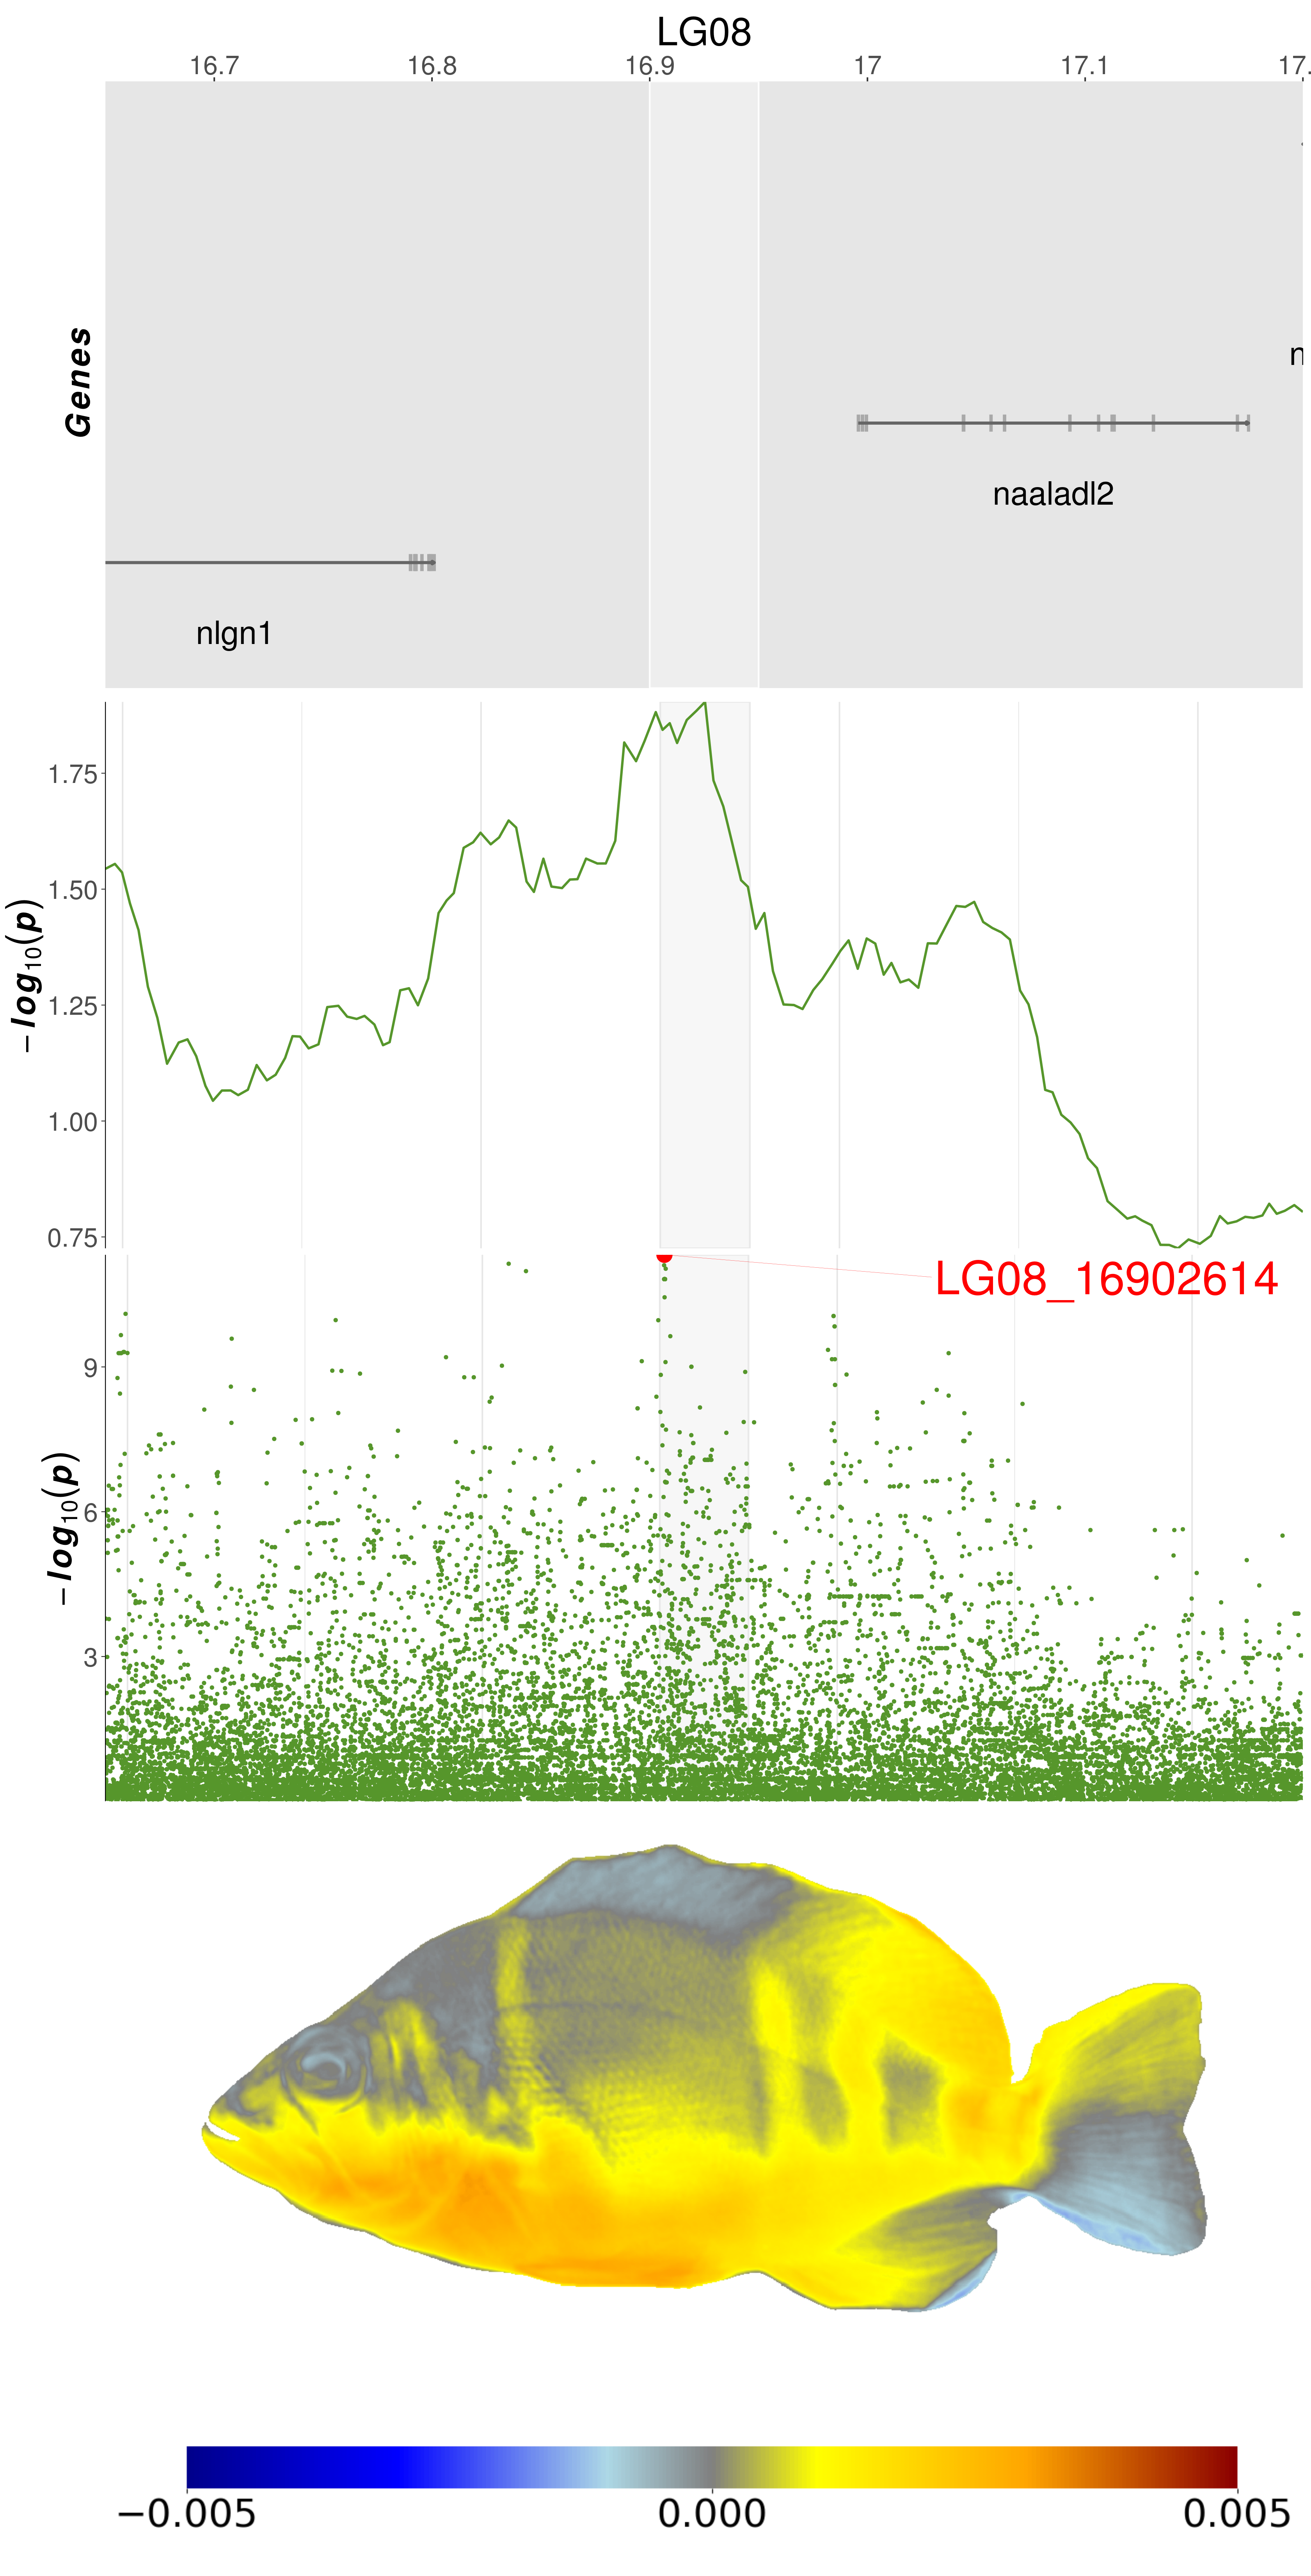 LG08
16.7 16.8 16.9 17 17.1 17.
Genes
n
naaladl2
nlgn1
−log10(p)
1.75
1.50
1.25
1.00
0.75
LG08_16902614
−log10(p)
9
6
3
−0.005 0.000 0.005